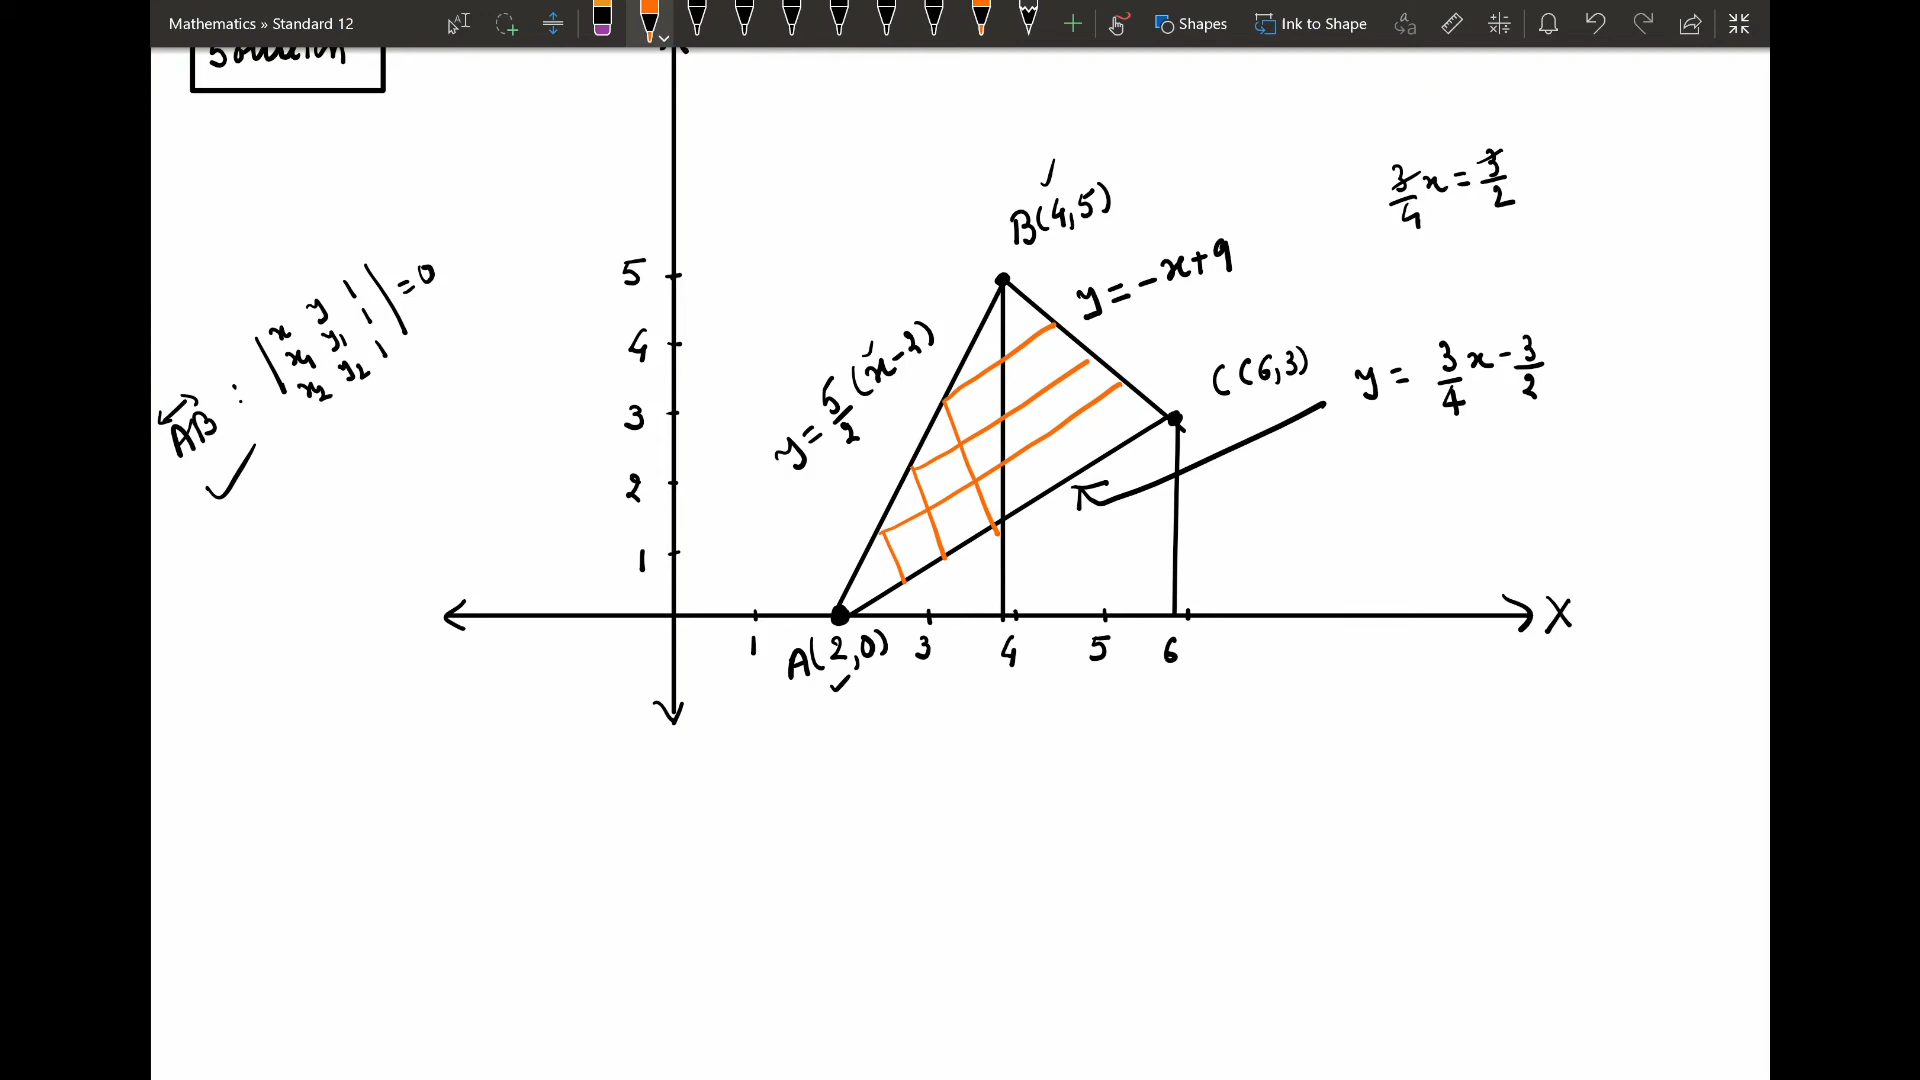 Mathematics » Standard 12
Shapes
Ink to Shape
Solution
B(4,5)
3/4 x = 3/2
y = -x+9
5
4
3
2
1
AB : | x y 1 | = 0
x1 y1 1
x2 y2 1
y = 5/2 (x-2)
C(6,3)
y = 3/4 x - 3/2
X
1
A(2,0)
3
4
5
6